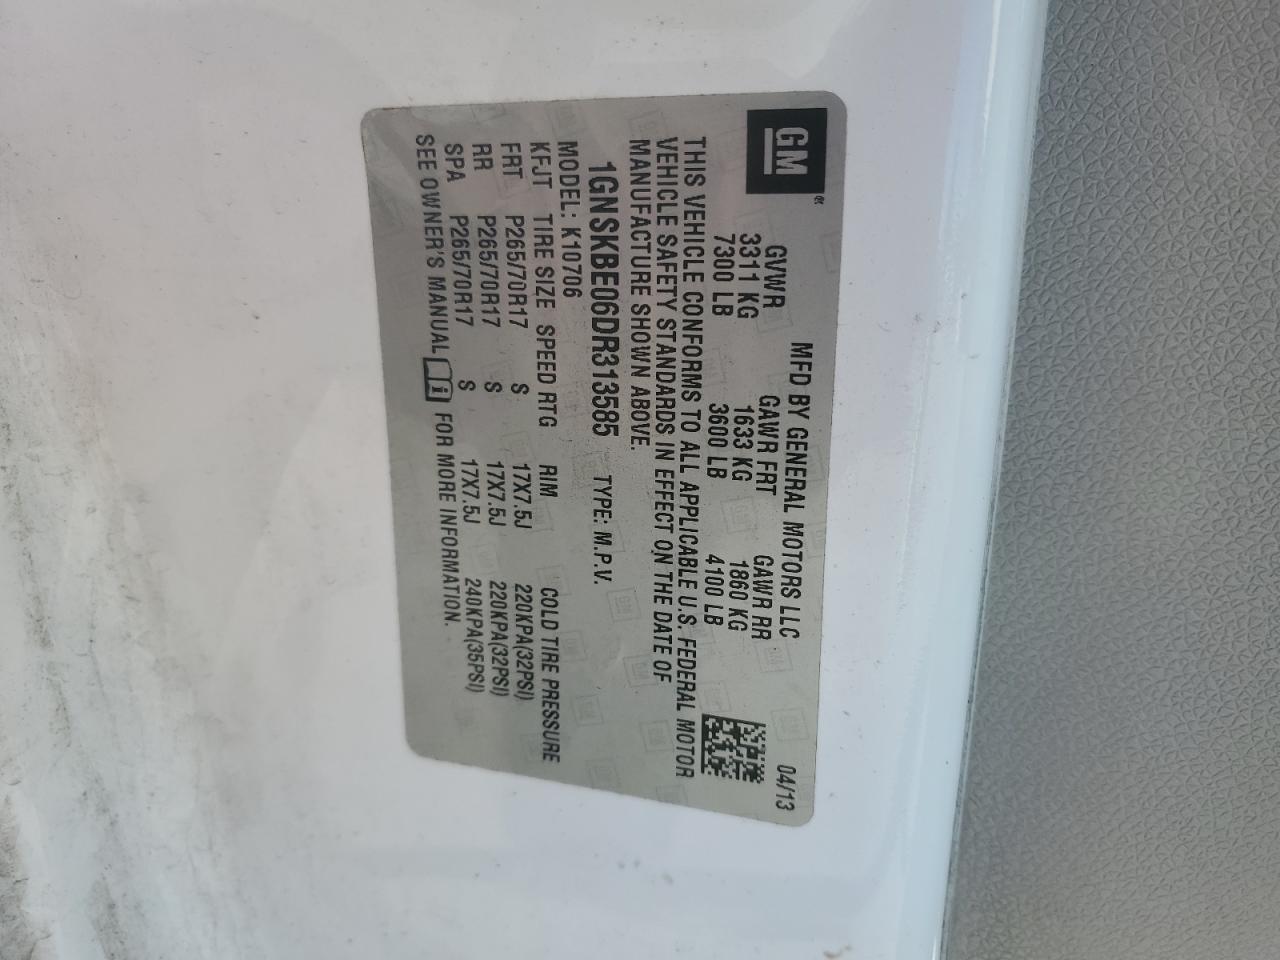 GM
MFD BY GENERAL MOTORS LLC 04/13
GVWR GAWR FRT GAWR RR
3311 KG 1633 KG 1860 KG
7300 LB 3600 LB 4100 LB
THIS VEHICLE CONFORMS TO ALL APPLICABLE U.S. FEDERAL MOTOR
VEHICLE SAFETY STANDARDS IN EFFECT ON THE DATE OF
MANUFACTURE SHOWN ABOVE.
1GNSKBE06DR313585 TYPE: M.P.V.
MODEL: K10706
KFJT TIRE SIZE SPEED RTG RIM COLD TIRE PRESSURE
FRT P265/70R17 S 17X7.5J 220KPA(32PSI)
RR P265/70R17 S 17X7.5J 220KPA(32PSI)
SPA P265/70R17 S 17X7.5J 240KPA(35PSI)
SEE OWNER'S MANUAL i FOR MORE INFORMATION.